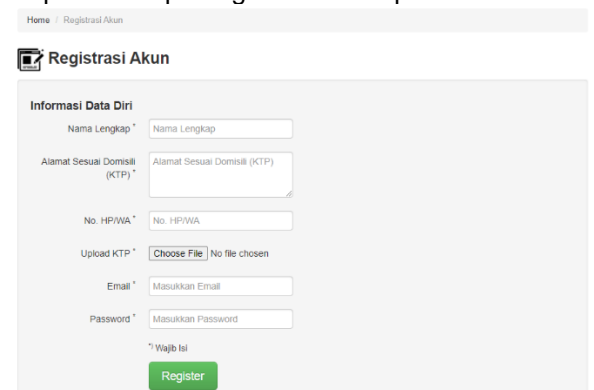 Home / Registrasi Akun
Registrasi Akun
Informasi Data Diri
Nama Lengkap * Nama Lengkap
Alamat Sesuai Domisili (KTP) * Alamat Sesuai Domisili (KTP)
No. HP/WA * No. HP/WA
Upload KTP * Choose File No file chosen
Email * Masukkan Email
Password * Masukkan Password
*) Wajib Isi
Register